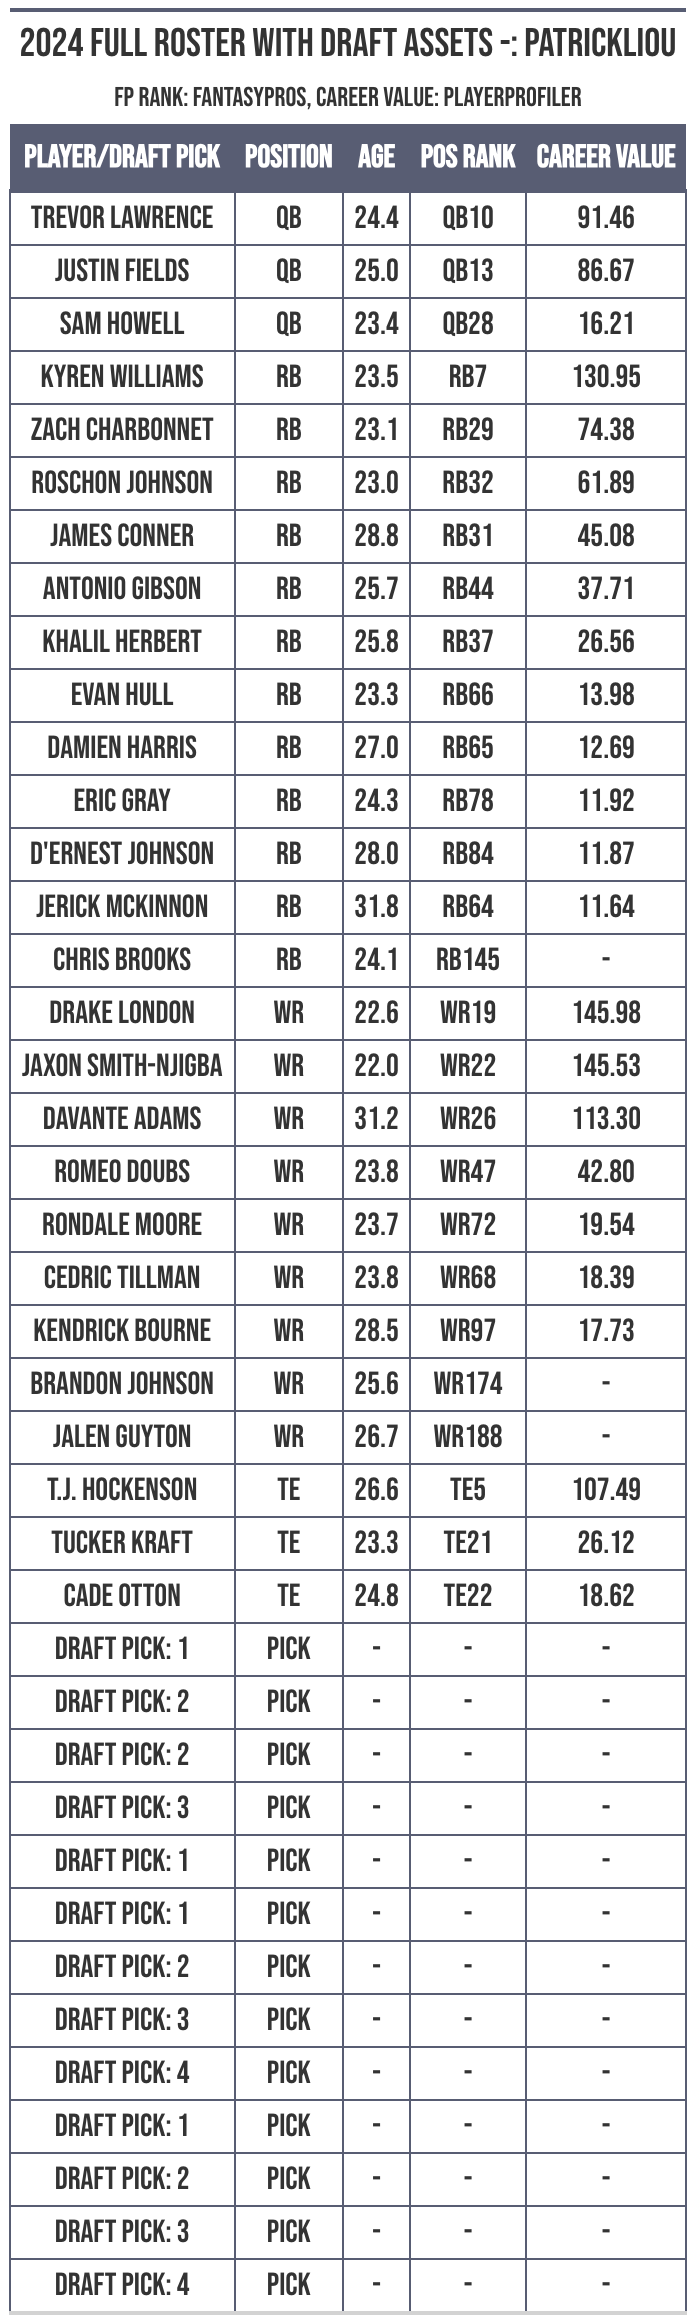 2024 FULL ROSTER WITH DRAFT ASSETS -: PATRICKLIOU
FP RANK: FANTASYPROS, CAREER VALUE: PLAYERPROFILER
PLAYER/DRAFT PICK POSITION AGE POS RANK CAREER VALUE
TREVOR LAWRENCE QB 24.4 QB10 91.46
JUSTIN FIELDS QB 25.0 QB13 86.67
SAM HOWELL QB 23.4 QB28 16.21
KYREN WILLIAMS RB 23.5 RB7 130.95
ZACH CHARBONNET RB 23.1 RB29 74.38
ROSCHON JOHNSON RB 23.0 RB32 61.89
JAMES CONNER RB 28.8 RB31 45.08
ANTONIO GIBSON RB 25.7 RB44 37.71
KHALIL HERBERT RB 25.8 RB37 26.56
EVAN HULL RB 23.3 RB66 13.98
DAMIEN HARRIS RB 27.0 RB65 12.69
ERIC GRAY RB 24.3 RB78 11.92
D'ERNEST JOHNSON RB 28.0 RB84 11.87
JERICK MCKINNON RB 31.8 RB64 11.64
CHRIS BROOKS RB 24.1 RB145 -
DRAKE LONDON WR 22.6 WR19 145.98
JAXON SMITH-NJIGBA WR 22.0 WR22 145.53
DAVANTE ADAMS WR 31.2 WR26 113.30
ROMEO DOUBS WR 23.8 WR47 42.80
RONDALE MOORE WR 23.7 WR72 19.54
CEDRIC TILLMAN WR 23.8 WR68 18.39
KENDRICK BOURNE WR 28.5 WR97 17.73
BRANDON JOHNSON WR 25.6 WR174 -
JALEN GUYTON WR 26.7 WR188 -
T.J. HOCKENSON TE 26.6 TE5 107.49
TUCKER KRAFT TE 23.3 TE21 26.12
CADE OTTON TE 24.8 TE22 18.62
DRAFT PICK: 1 PICK - - -
DRAFT PICK: 2 PICK - - -
DRAFT PICK: 2 PICK - - -
DRAFT PICK: 3 PICK - - -
DRAFT PICK: 1 PICK - - -
DRAFT PICK: 1 PICK - - -
DRAFT PICK: 2 PICK - - -
DRAFT PICK: 3 PICK - - -
DRAFT PICK: 4 PICK - - -
DRAFT PICK: 1 PICK - - -
DRAFT PICK: 2 PICK - - -
DRAFT PICK: 3 PICK - - -
DRAFT PICK: 4 PICK - - -